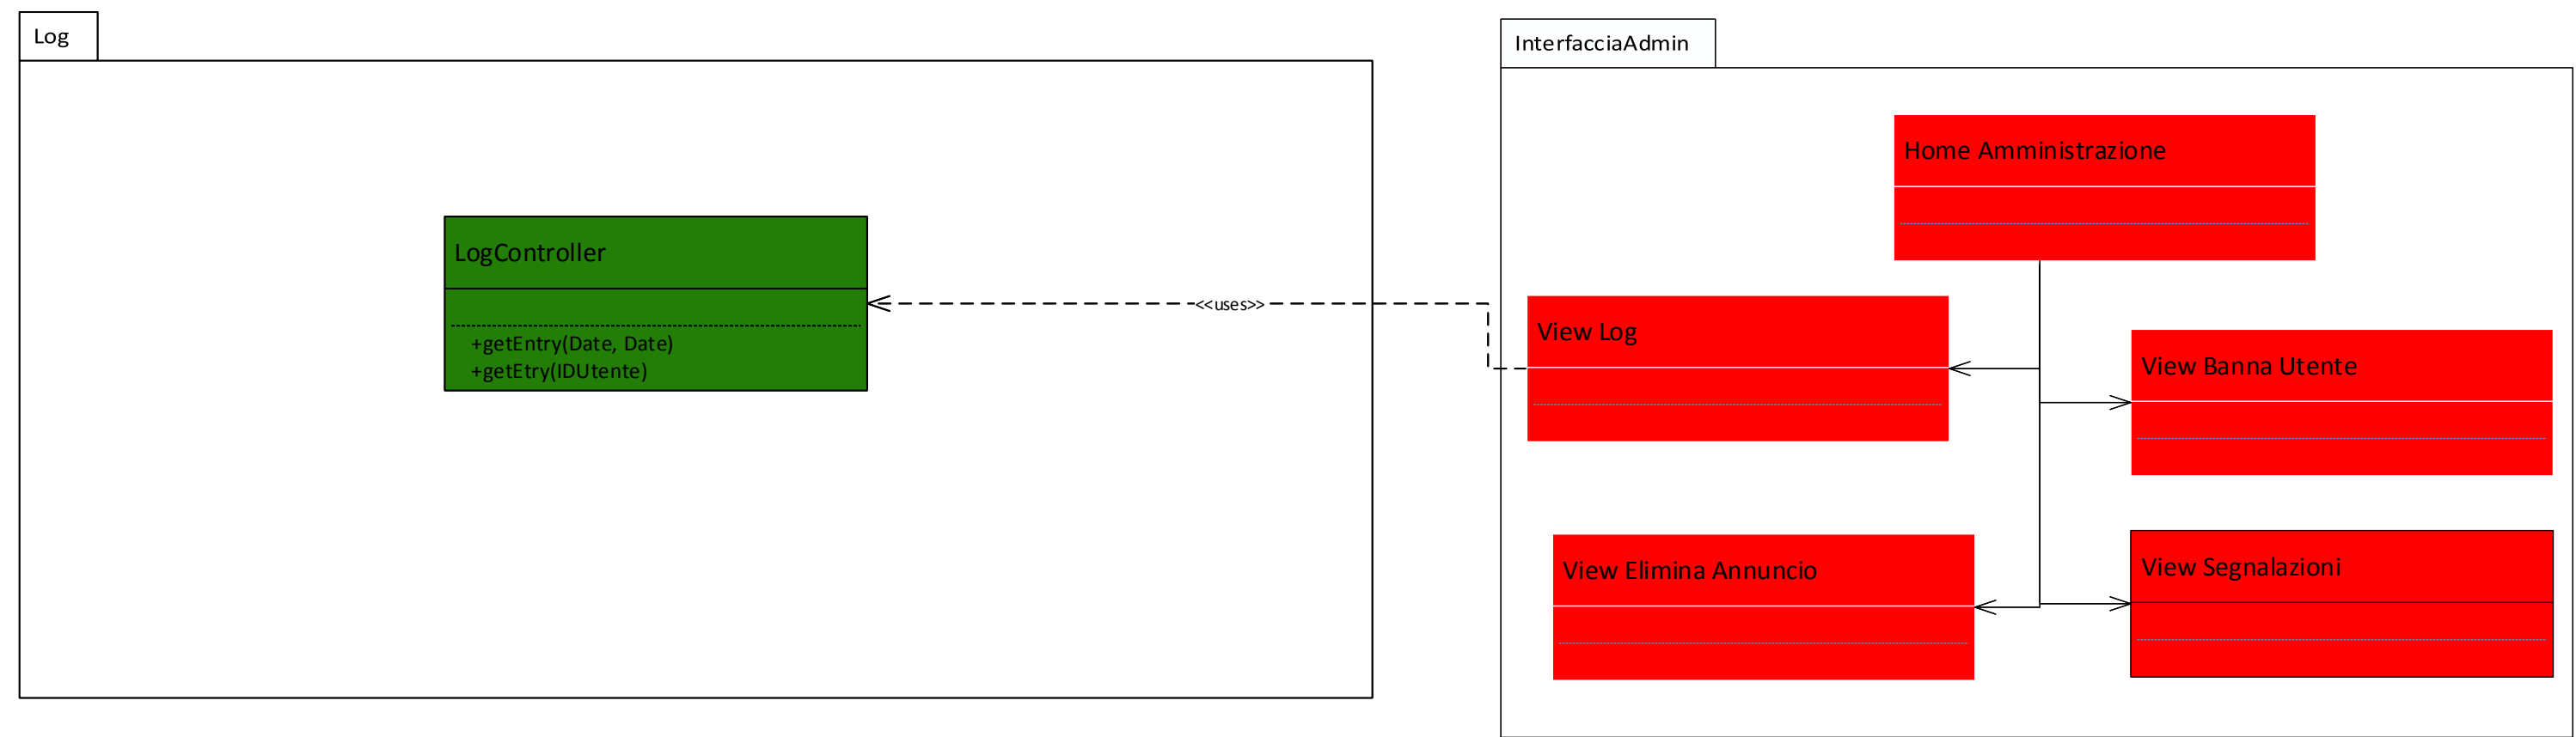 Log
LogController
+getEntry(Date, Date)
+getEtry(IDUtente)
<<uses>>
InterfacciaAdmin
Home Amministrazione
View Log
View Banna Utente
View Elimina Annuncio
View Segnalazioni